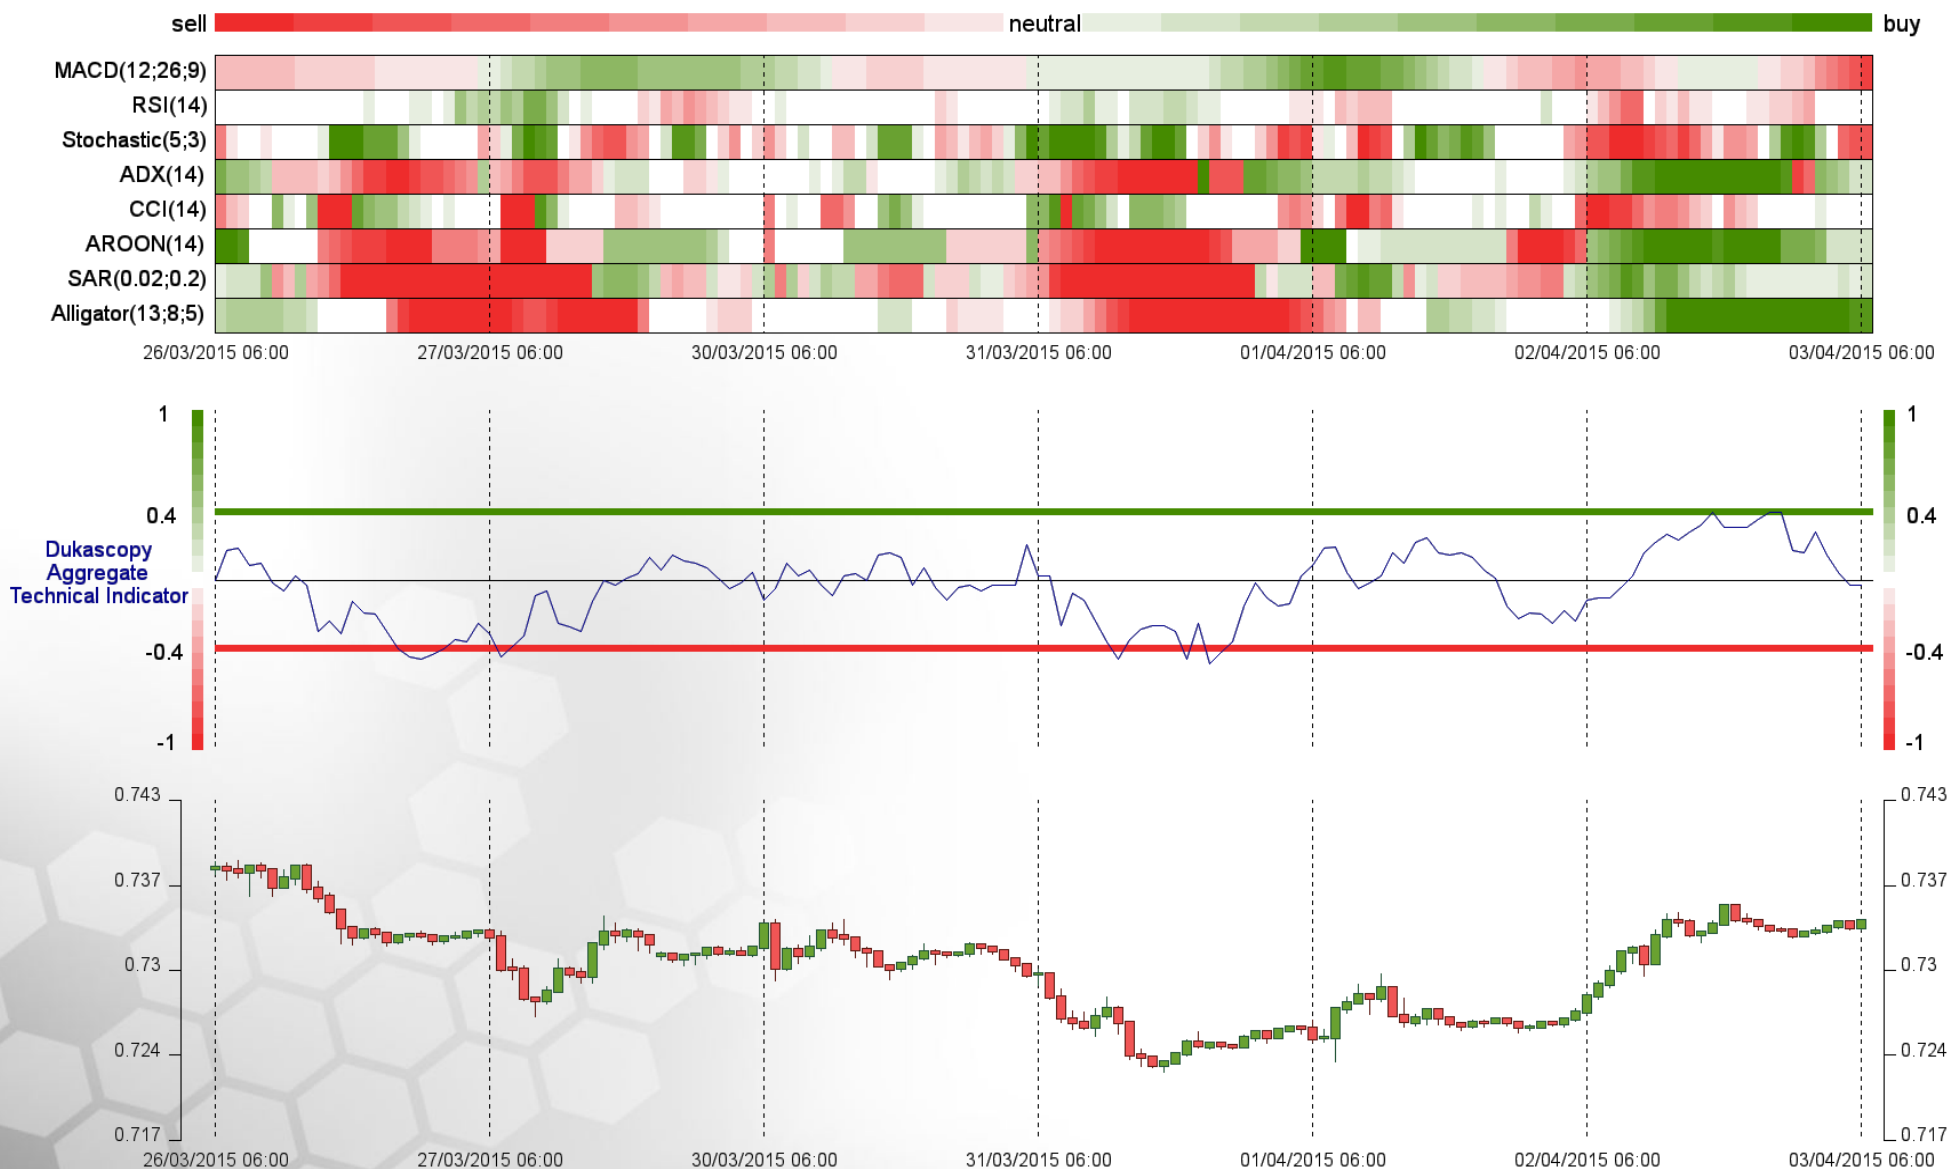 sell neutral buy
MACD(12;26;9)
RSI(14)
Stochastic(5;3)
ADX(14)
CCI(14)
AROON(14)
SAR(0.02;0.2)
Alligator(13;8;5)
26/03/2015 06:00 27/03/2015 06:00 30/03/2015 06:00 31/03/2015 06:00 01/04/2015 06:00 02/04/2015 06:00 03/04/2015 06:00
1 1
0.4 0.4
Dukascopy
Aggregate
Technical Indicator
-0.4 -0.4
-1 -1
0.743 0.743
0.737 0.737
0.73 0.73
0.724 0.724
0.717 0.717
26/03/2015 06:00 27/03/2015 06:00 30/03/2015 06:00 31/03/2015 06:00 01/04/2015 06:00 02/04/2015 06:00 03/04/2015 06:00